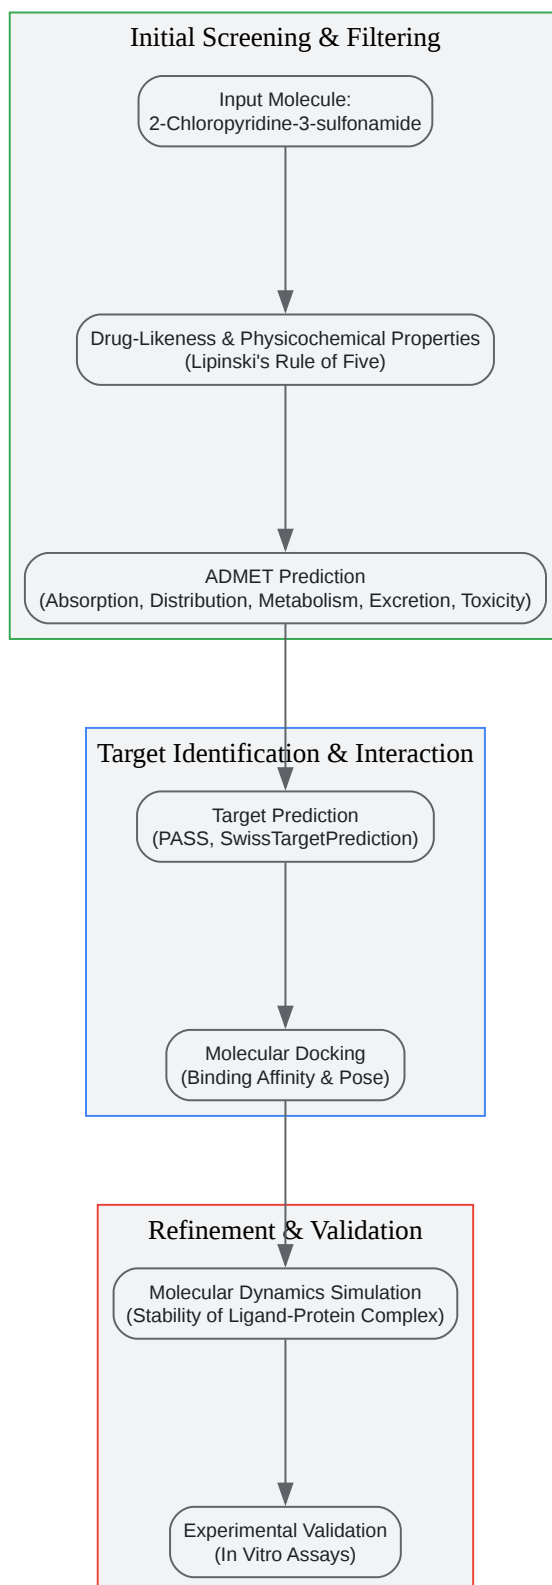 Initial Screening & Filtering
Input Molecule:
2-Chloropyridine-3-sulfonamide
Drug-Likeness & Physicochemical Properties
(Lipinski's Rule of Five)
ADMET Prediction
(Absorption, Distribution, Metabolism, Excretion, Toxicity)
Target Identification & Interaction
Target Prediction
(PASS, SwissTargetPrediction)
Molecular Docking
(Binding Affinity & Pose)
Refinement & Validation
Molecular Dynamics Simulation
(Stability of Ligand-Protein Complex)
Experimental Validation
(In Vitro Assays)